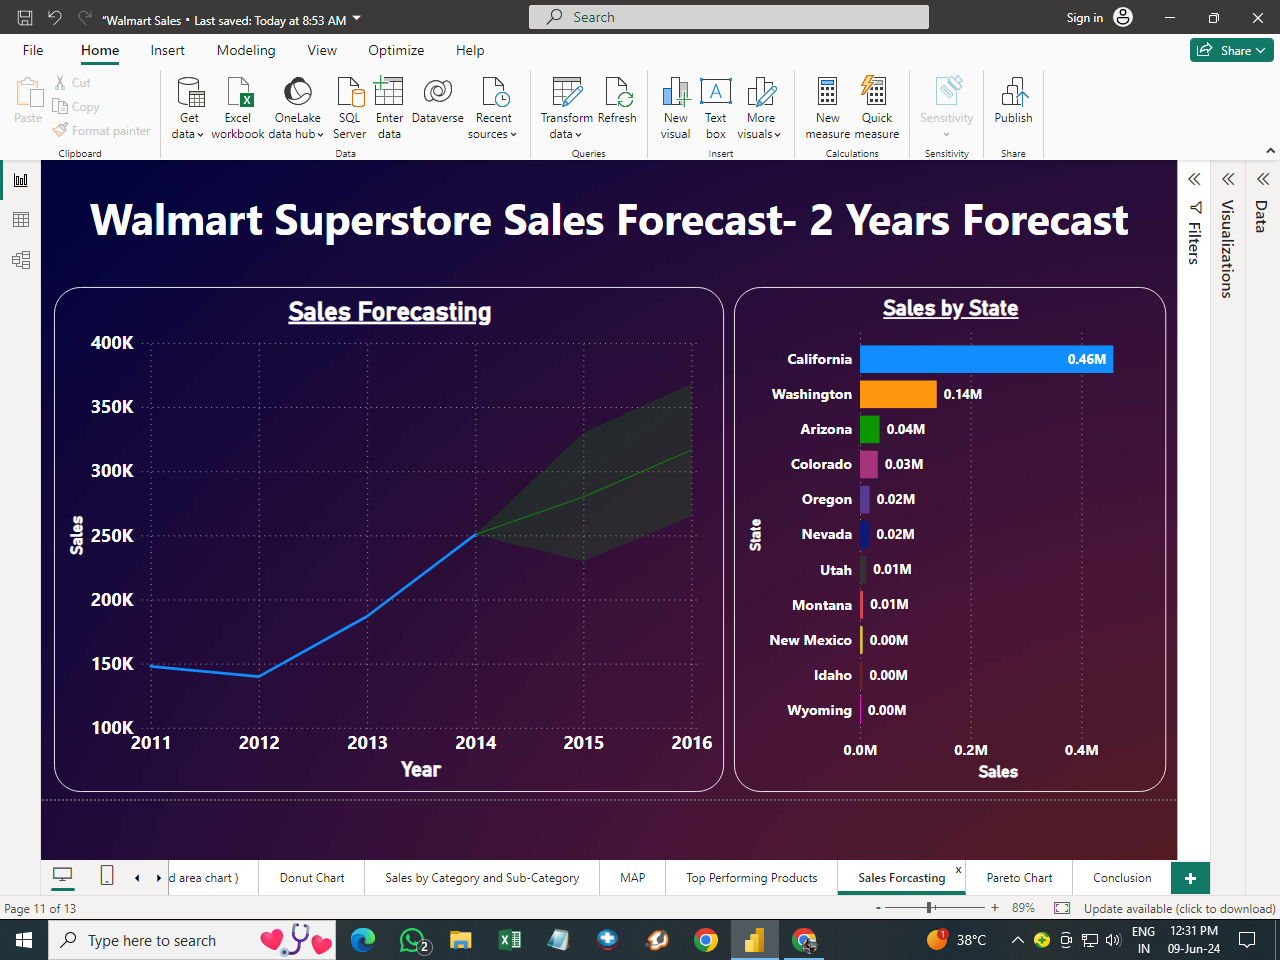 “Walmart Sales • Last saved: Today at 8:53 AM
Search
Sign in
File Home Insert Modeling View Optimize Help
Share
Paste
Cut
Copy
Format painter
Clipboard
Get data
Excel workbook
OneLake data hub
SQL Server
Enter data
Dataverse
Recent sources
Data
Transform data
Refresh
Queries
New visual
Text box
More visuals
Insert
New measure
Quick measure
Calculations
Sensitivity
Sensitivity
Publish
Share
Walmart Superstore Sales Forecast- 2 Years Forecast
Sales Forecasting
400K
350K
300K
250K
200K
150K
100K
Sales
2011 2012 2013 2014 2015 2016
Year
Sales by State
State
California 0.46M
Washington 0.14M
Arizona 0.04M
Colorado 0.03M
Oregon 0.02M
Nevada 0.02M
Utah 0.01M
Montana 0.01M
New Mexico 0.00M
Idaho 0.00M
Wyoming 0.00M
0.0M 0.2M 0.4M
Sales
Filters
Visualizations
Data
d area chart )
Donut Chart
Sales by Category and Sub-Category
MAP
Top Performing Products
Sales Forcasting
x
Pareto Chart
Conclusion
+
Page 11 of 13
- + 89%
Update available (click to download)
Type here to search
2
1
38°C
ENG
IN
12:31 PM
09-Jun-24